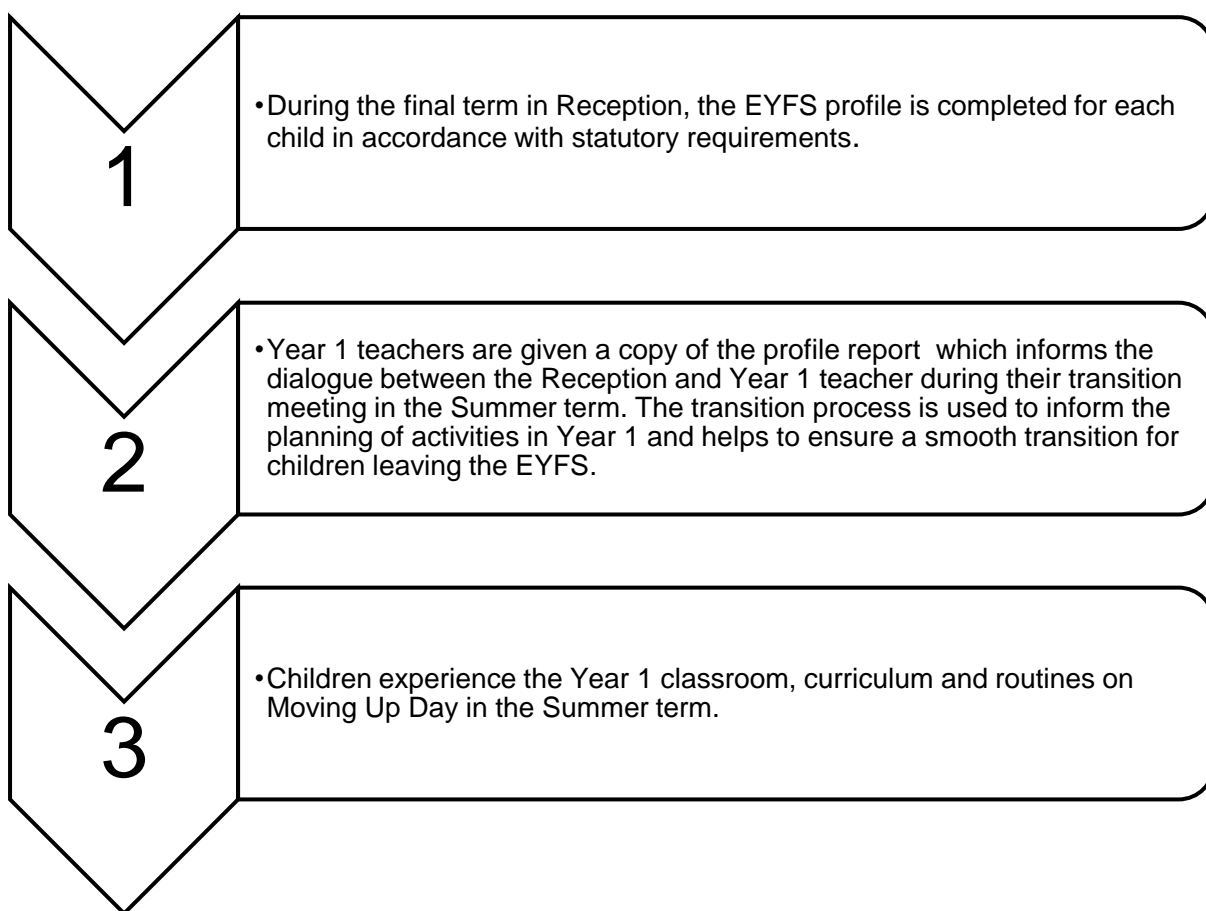 1
•During the final term in Reception, the EYFS profile is completed for each
child in accordance with statutory requirements.
2
•Year 1 teachers are given a copy of the profile report  which informs the
dialogue between the Reception and Year 1 teacher during their transition
meeting in the Summer term. The transition process is used to inform the
planning of activities in Year 1 and helps to ensure a smooth transition for
children leaving the EYFS.
3
•Children experience the Year 1 classroom, curriculum and routines on
Moving Up Day in the Summer term.